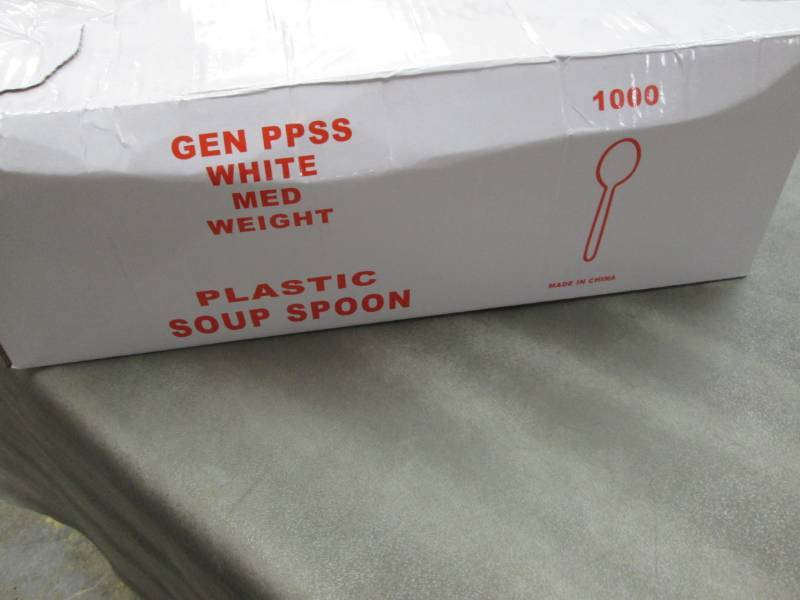 GEN PPSS
WHITE
MED
WEIGHT
PLASTIC
SOUP SPOON
1000
MADE IN CHINA